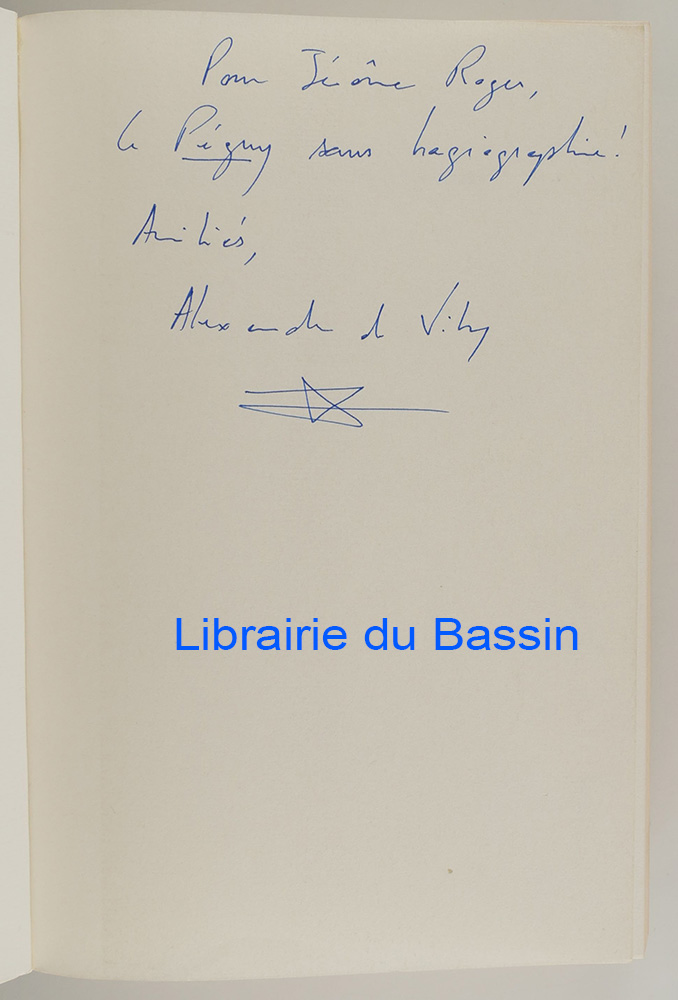 Pour Jérôme Roger,
le Péguy sans hagiographie !
Amitiés,
Alexandre de Vitry
Librairie du Bassin